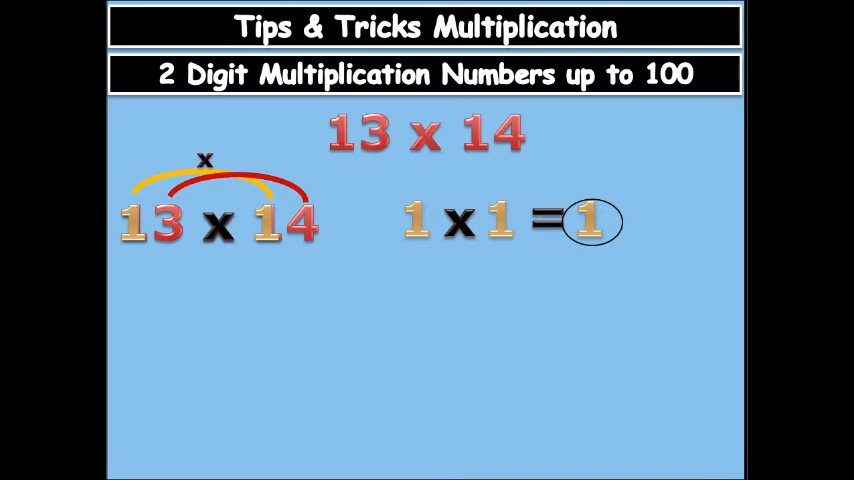 Tips & Tricks Multiplication
2 Digit Multiplication Numbers up to 100
13 x 14
x
13 x 14
1 x 1 = 1